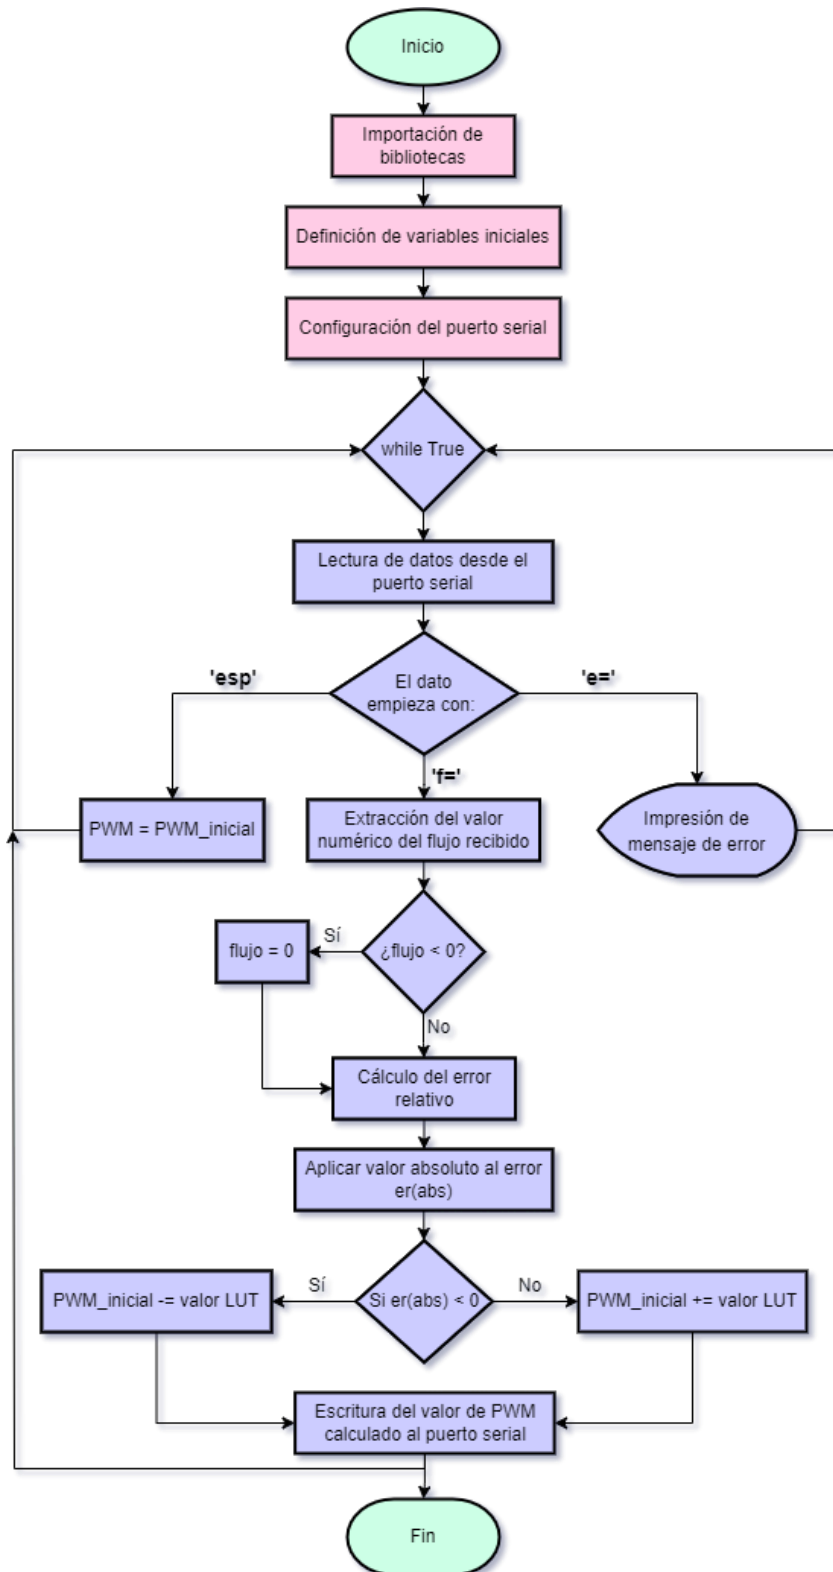 Inicio
Importación de
bibliotecas
Definición de variables iniciales
Configuración del puerto serial
while True
Lectura de datos desde el
puerto serial
'esp'
El dato
empieza con:
'e='
'f='
PWM = PWM_inicial
Extracción del valor
numérico del flujo recibido
Impresión de
mensaje de error
flujo = 0
Sí
¿flujo < 0?
No
Cálculo del error
relativo
Aplicar valor absoluto al error
er(abs)
PWM_inicial -= valor LUT
Sí
Si er(abs) < 0
No
PWM_inicial += valor LUT
Escritura del valor de PWM
calculado al puerto serial
Fin